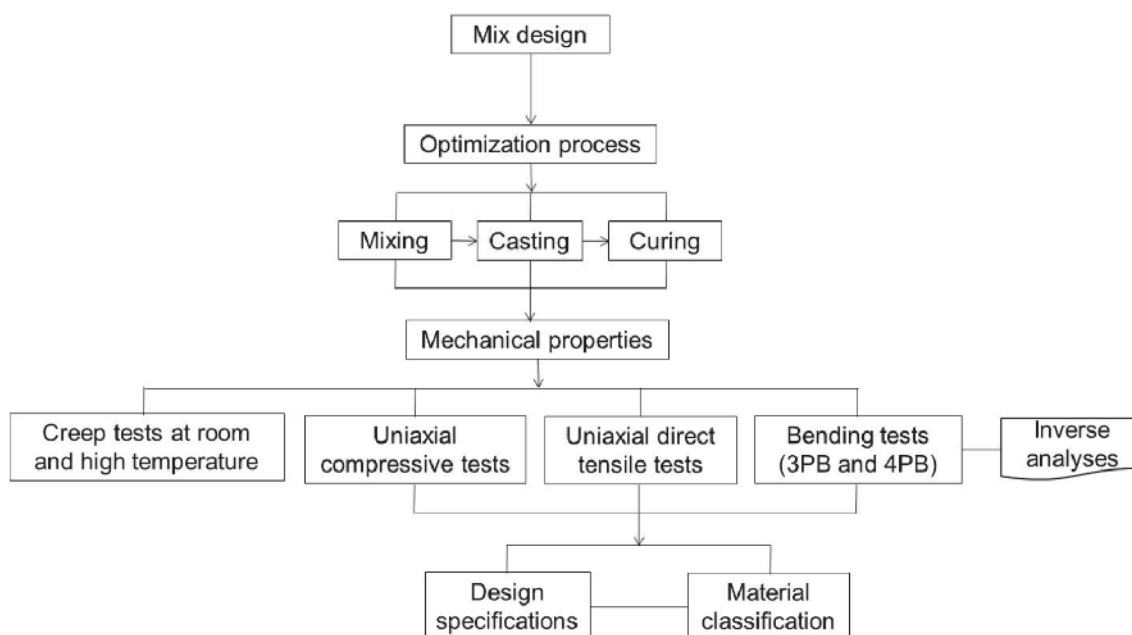 Mix design
Optimization process
Mixing
Casting
Curing
Mechanical properties
Creep tests at room
and high temperature
Uniaxial
compressive tests
Uniaxial direct
tensile tests
Bending tests
(3PB and 4PB)
Inverse
analyses
Design
specifications
Material
classification